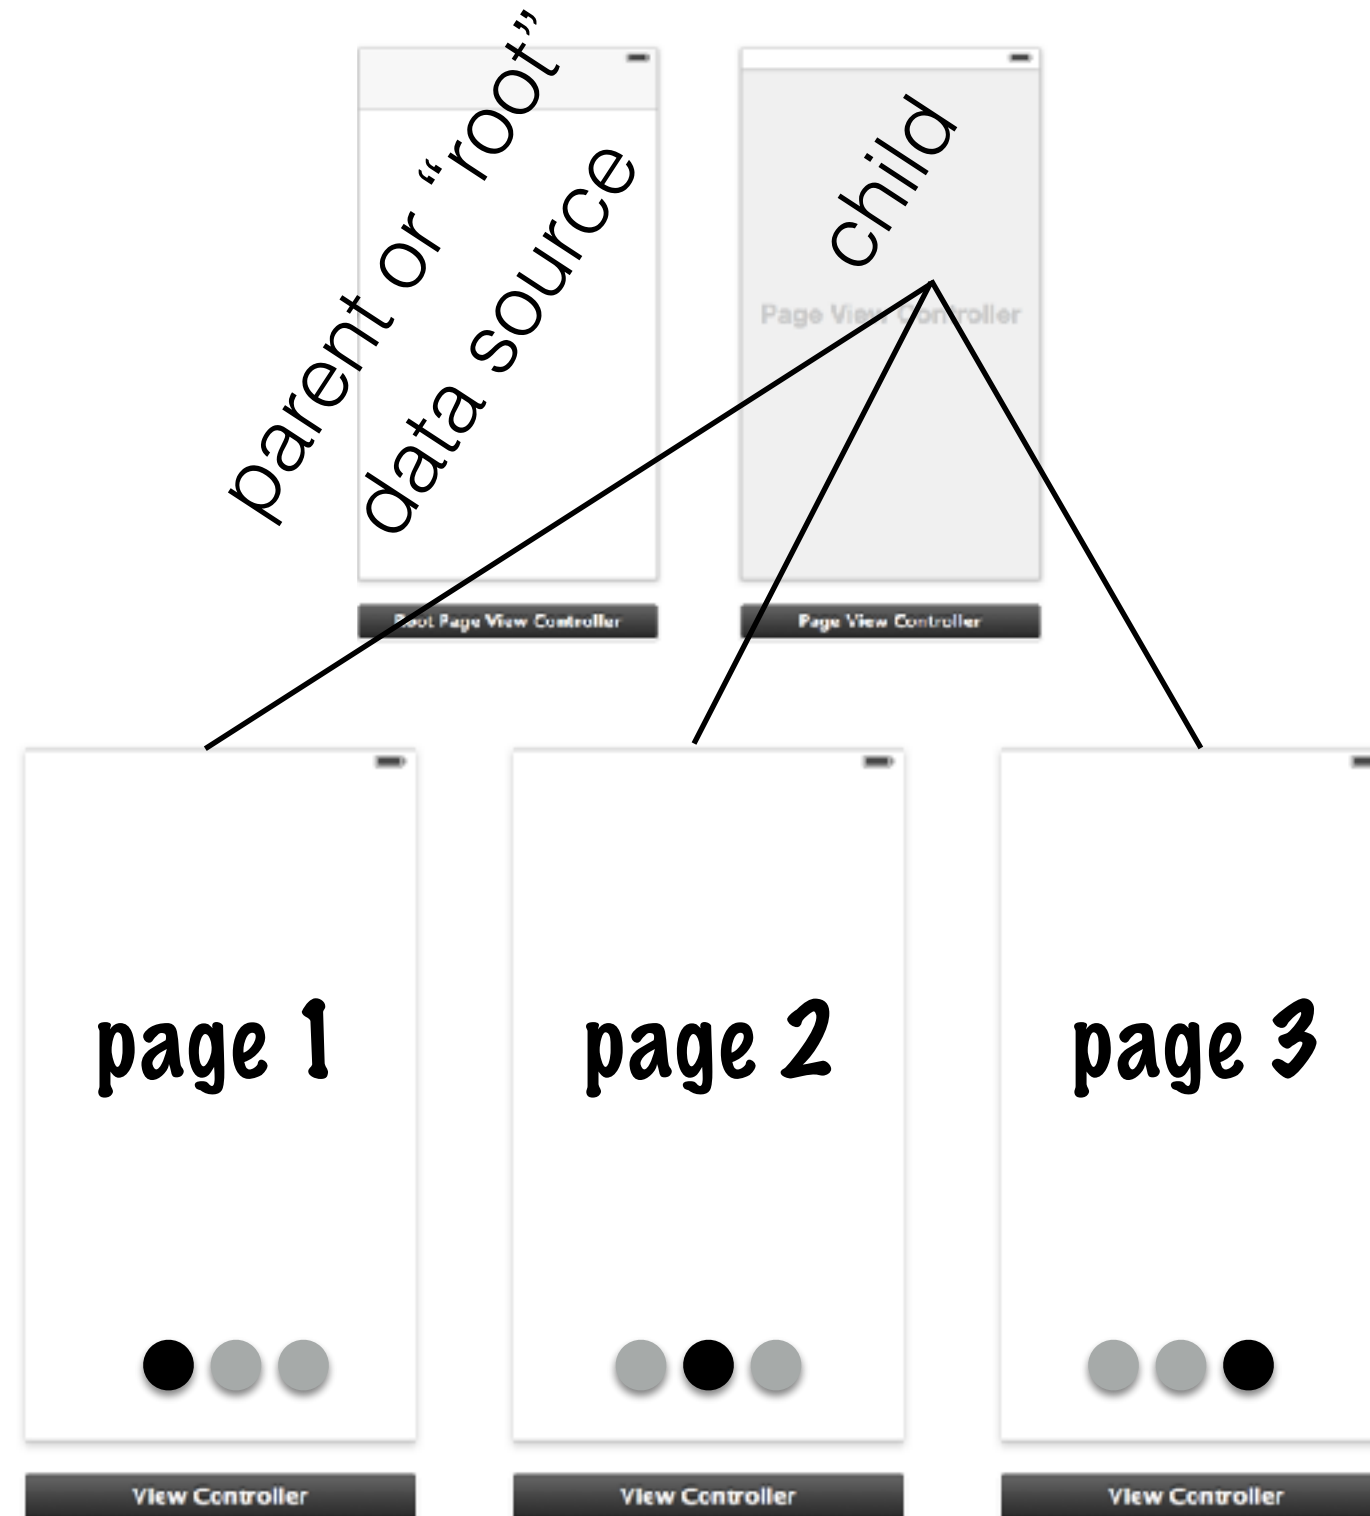 parent or “root”
data source
child
Page View Controller
Root Page View Controller
Page View Controller
page 1
page 2
page 3
View Controller
View Controller
View Controller